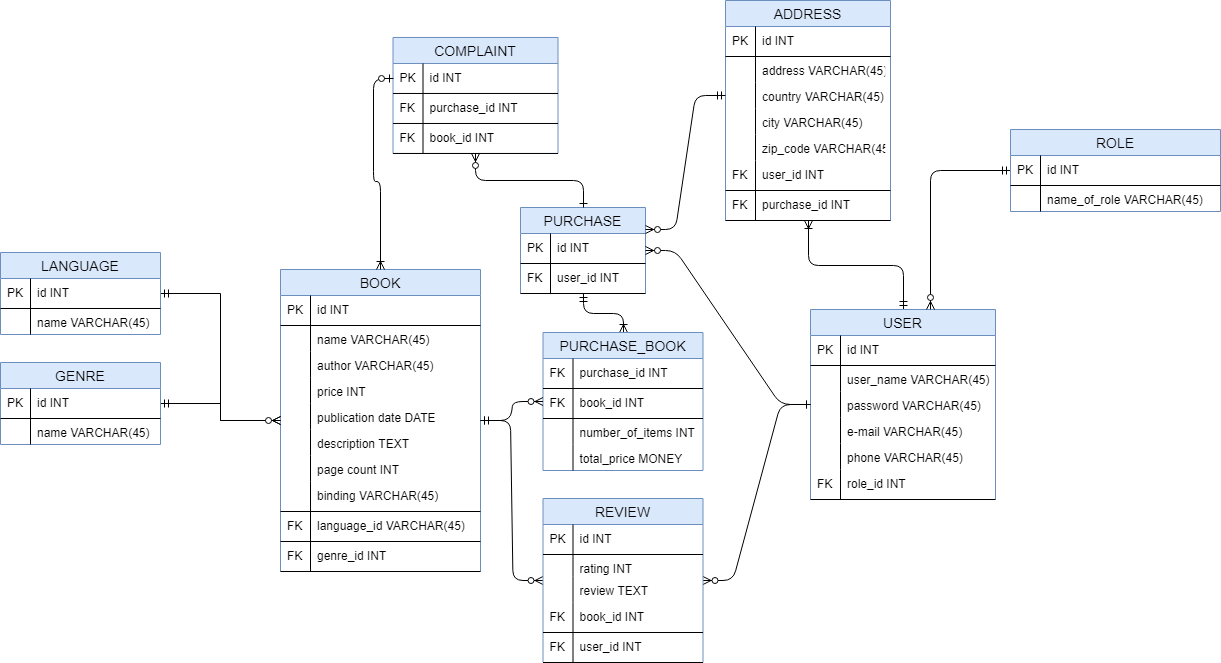 ADDRESS
PK id INT
address VARCHAR(45)
country VARCHAR(45)
city VARCHAR(45)
zip_code VARCHAR(45
FK user_id INT
FK purchase_id INT
COMPLAINT
PK id INT
FK purchase_id INT
FK book_id INT
ROLE
PK id INT
name_of_role VARCHAR(45)
PURCHASE
PK id INT
FK user_id INT
LANGUAGE
PK id INT
name VARCHAR(45)
GENRE
PK id INT
name VARCHAR(45)
BOOK
PK id INT
name VARCHAR(45)
author VARCHAR(45)
price INT
publication date DATE
description TEXT
page count INT
binding VARCHAR(45)
FK language_id VARCHAR(45)
FK genre_id INT
PURCHASE_BOOK
FK purchase_id INT
FK book_id INT
number_of_items INT
total_price MONEY
USER
PK id INT
user_name VARCHAR(45)
password VARCHAR(45)
e-mail VARCHAR(45)
phone VARCHAR(45)
FK role_id INT
REVIEW
PK id INT
rating INT
review TEXT
FK book_id INT
FK user_id INT